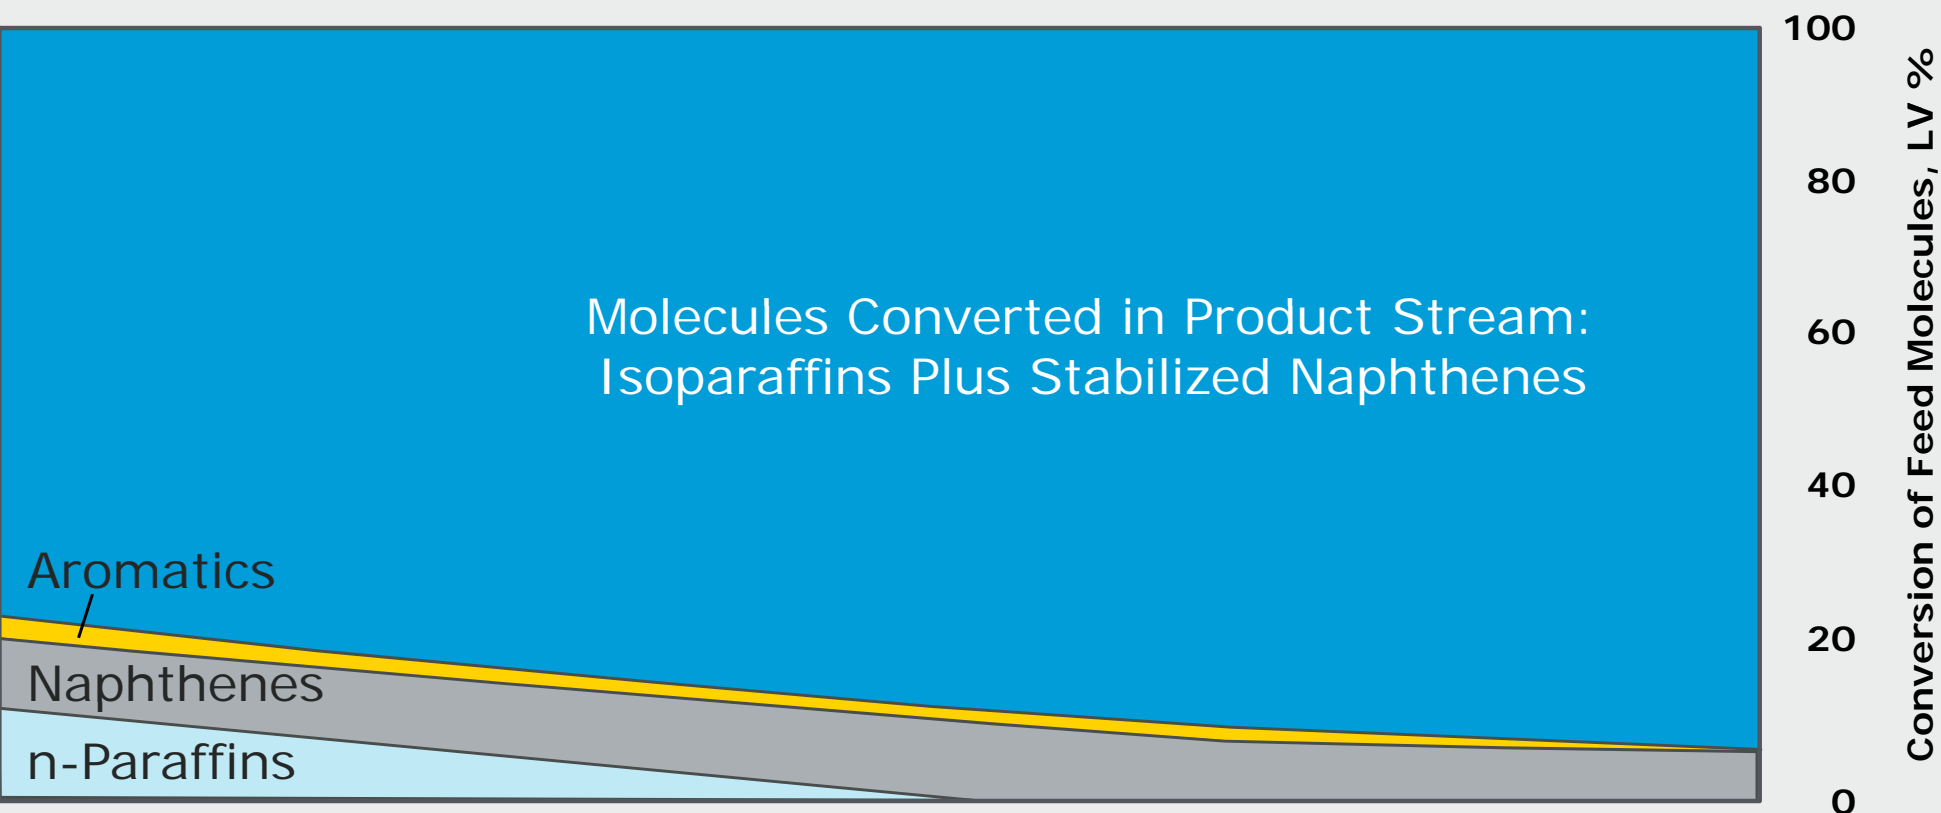 100
80
60
40
20
0
Conversion of Feed Molecules, LV %
Molecules Converted in Product Stream:
Isoparaffins Plus Stabilized Naphthenes
Aromatics
Naphthenes
n-Paraffins